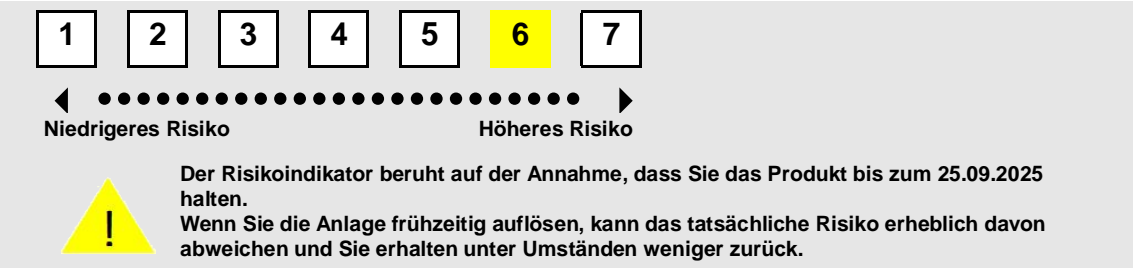 1 2 3 4 5 6 7
Niedrigeres Risiko Höheres Risiko
Der Risikoindikator beruht auf der Annahme, dass Sie das Produkt bis zum 25.09.2025
halten.
Wenn Sie die Anlage frühzeitig auflösen, kann das tatsächliche Risiko erheblich davon
abweichen und Sie erhalten unter Umständen weniger zurück.
!